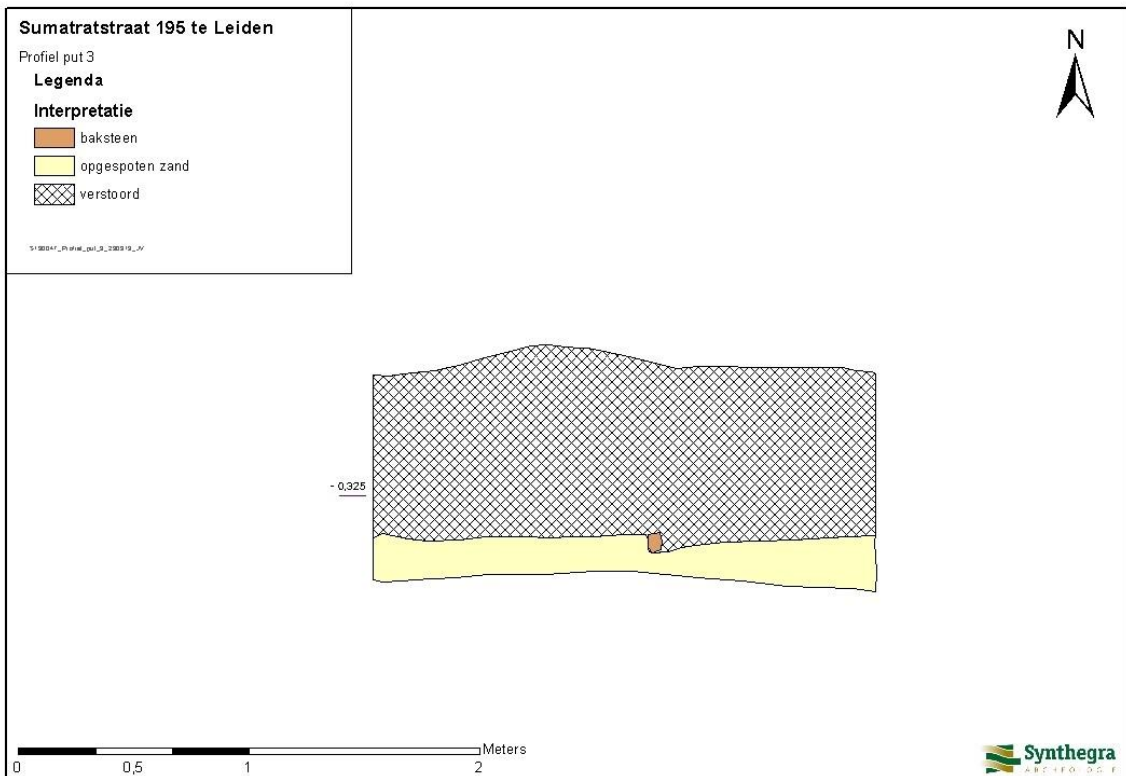 Sumatratstraat 195 te Leiden
Profiel put 3
Legenda
Interpretatie
baksteen
opgespoten zand
verstoord
N
- 0,325
Meters
0 0,5 1 2
Synthegra
ARCHEOLOGIE